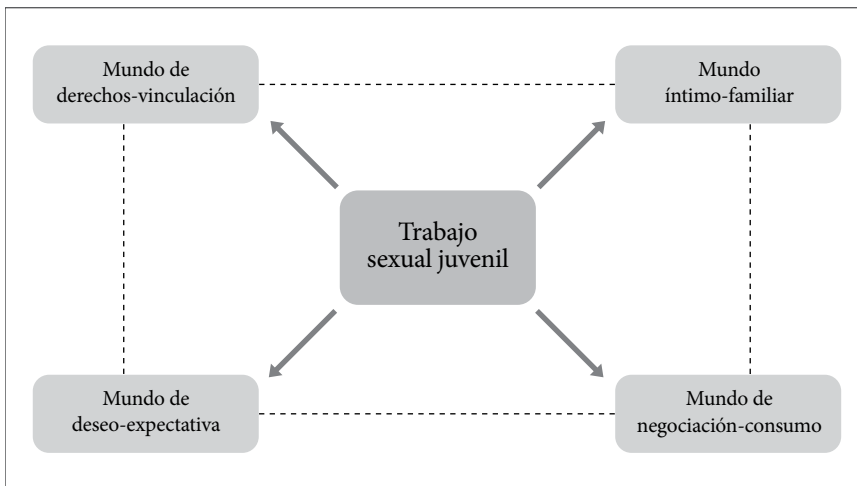 Mundo de
derechos-vinculación
Mundo
íntimo-familiar
Trabajo
sexual juvenil
Mundo de
deseo-expectativa
Mundo de
negociación-consumo